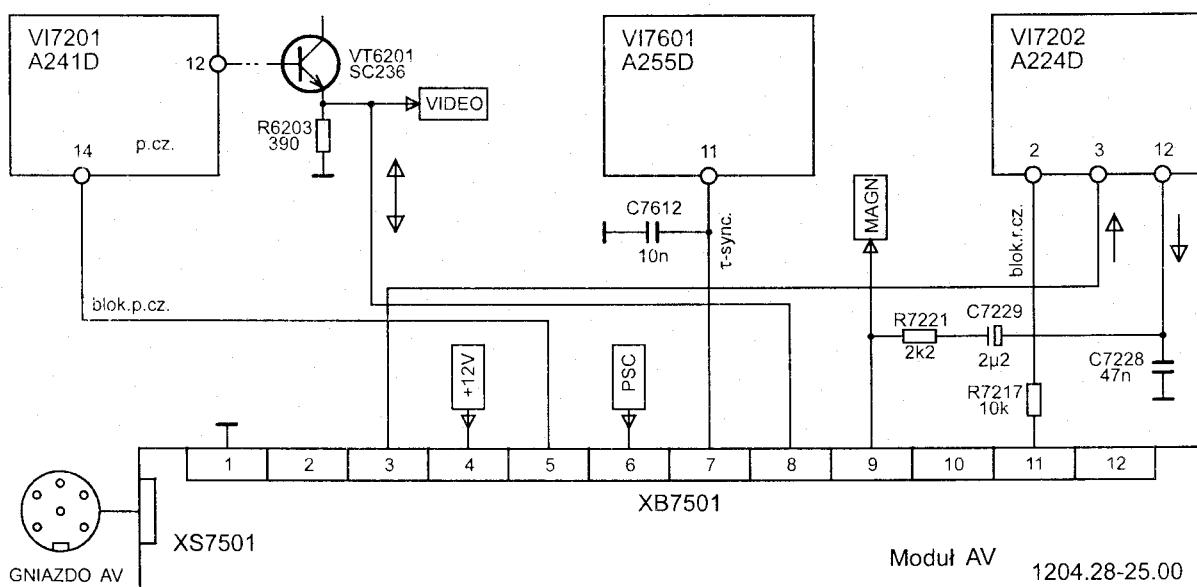 VI7201
A241D
12
VT6201
SC236
VIDEO
R6203
390
p.cz.
14
VI7601
A255D
11
C7612
10n
τ-sync.
VI7202
A224D
2
3
12
MAGN
blok.r.cz.
blok.p.cz.
R7221
2k2
C7229
2µ2
C7228
47n
R7217
10k
+12V
PSC
1
2
3
4
5
6
7
8
9
10
11
12
XB7501
XS7501
GNIAZDO AV
Moduł AV
1204.28-25.00